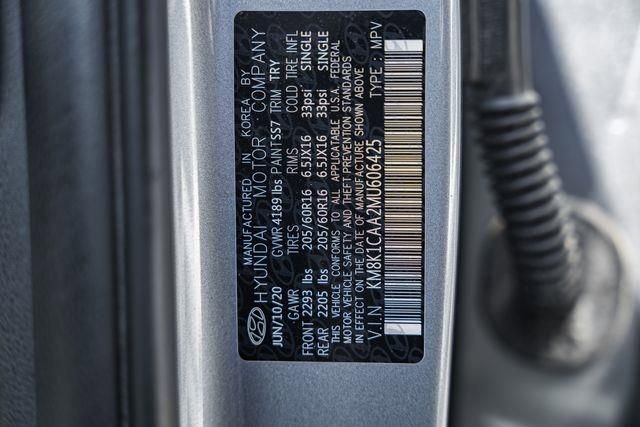 MANUFACTURED IN KOREA BY
HYUNDAI MOTOR COMPANY
JUN/10/20 GVWR 4189 lbs PAINT SS7 TRIM TRY
GAWR TIRES RIMS COLD TIRE INFL
FRONT 2293 lbs 205/60R16 6.5JX16 33psi SINGLE
REAR 2205 lbs 205/60R16 6.5JX16 33psi SINGLE
THIS VEHICLE CONFORMS TO ALL APPLICABLE U.S.A. FEDERAL
MOTOR VEHICLE SAFETY AND THEFT PREVENTION STANDARDS
IN EFFECT ON THE DATE OF MANUFACTURE SHOWN ABOVE
V.I.N KM8K1CAA2MU606425 TYPE : MPV